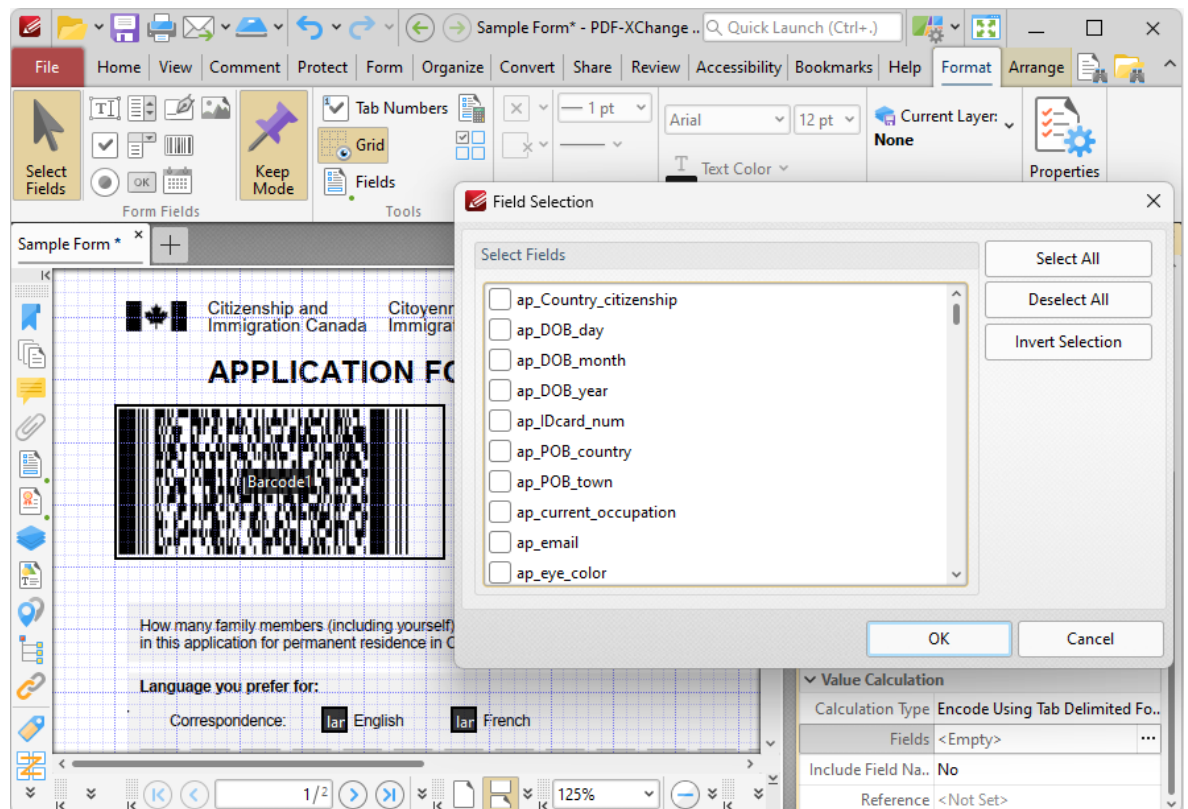 Sample Form* - PDF-XChange ..
Quick Launch (Ctrl+.)
File
Home
View
Comment
Protect
Form
Organize
Convert
Share
Review
Accessibility
Bookmarks
Help
Format
Arrange
Select Fields
OK
Form Fields
Keep Mode
Tab Numbers
Grid
Fields
Tools
1 pt
Arial
12 pt
Text Color
Current Layer:
None
Properties
Sample Form *
Field Selection
Select Fields
ap_Country_citizenship
ap_DOB_day
ap_DOB_month
ap_DOB_year
ap_IDcard_num
ap_POB_country
ap_POB_town
ap_current_occupation
ap_email
ap_eye_color
Select All
Deselect All
Invert Selection
OK
Cancel
Citizenship and
Immigration Canada
APPLICATION
Barcode1
How many family members (including yourself)
in this application for permanent residence in
Language you prefer for:
Correspondence:
lar English
lar French
Value Calculation
Calculation Type Encode Using Tab Delimited Fo..
Fields <Empty> ...
Include Field Na.. No
Reference <Not Set>
1/2
125%